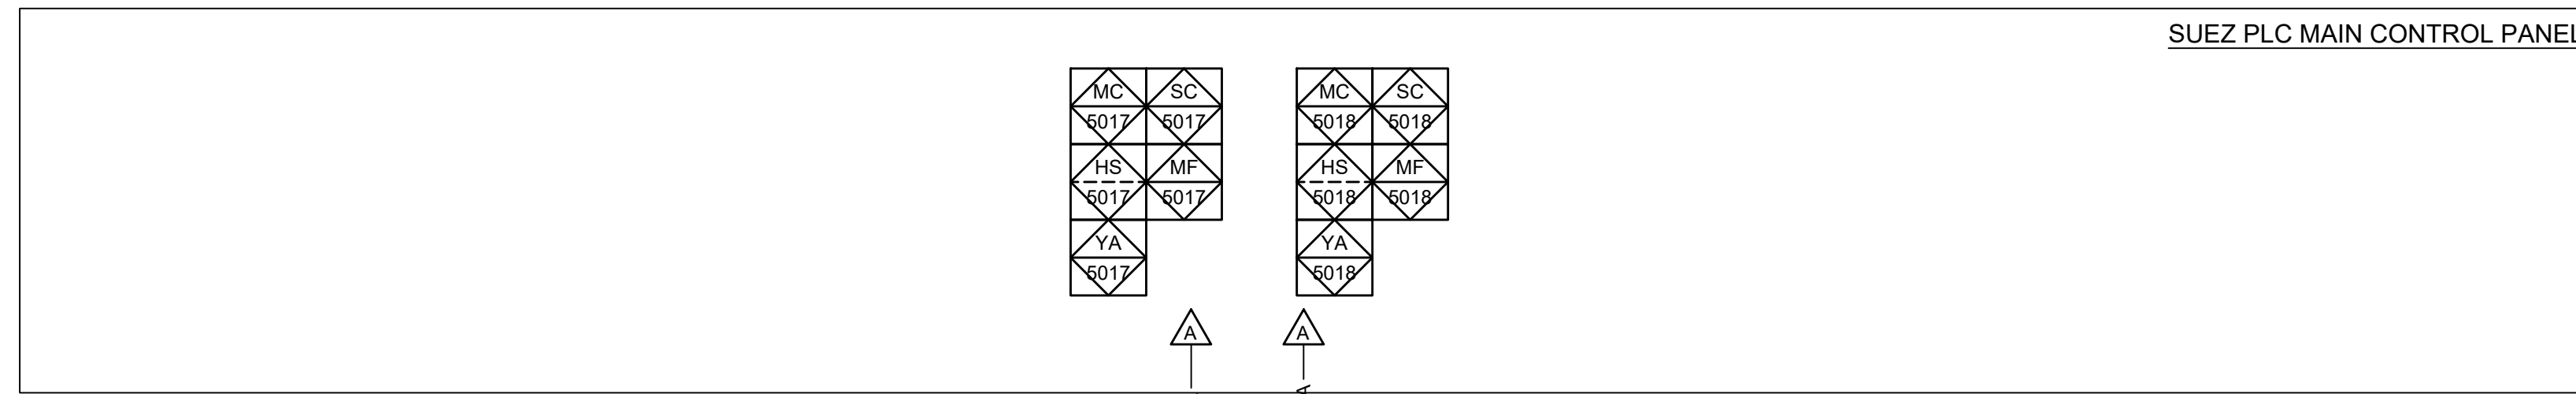 SUEZ PLC MAIN CONTROL PANEL
MC SC MC SC
5017 5017 5018 5018
HS MF HS MF
5017 5017 5018 5018
YA YA
5017 5018
A A
A